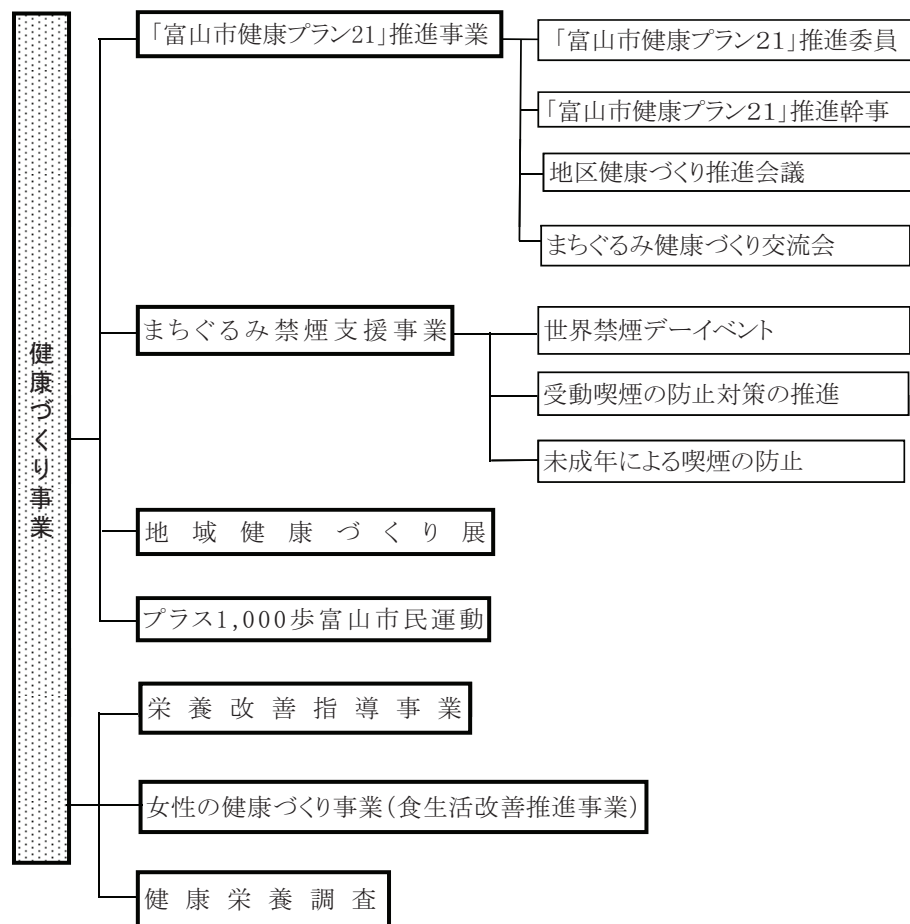 健康づくり事業
「富山市健康プラン21」推進事業
「富山市健康プラン21」推進委員
「富山市健康プラン21」推進幹事
地区健康づくり推進会議
まちぐるみ健康づくり交流会
まちぐるみ禁煙支援事業
世界禁煙デーイベント
受動喫煙の防止対策の推進
未成年による喫煙の防止
地域健康づくり展
プラス1,000歩富山市民運動
栄養改善指導事業
女性の健康づくり事業(食生活改善推進事業)
健康栄養調査